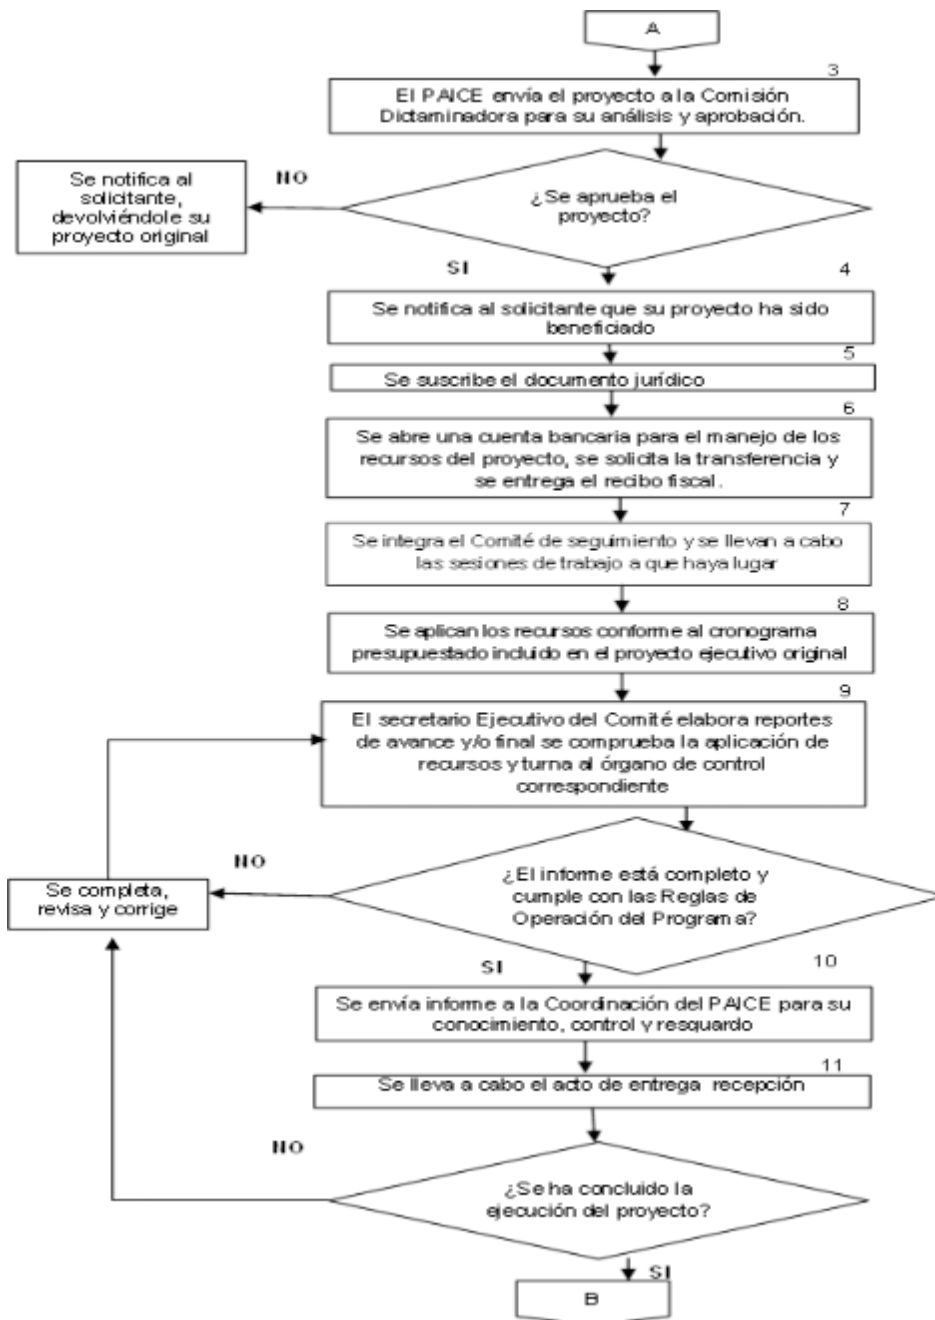 A
3
El PAICE envía el proyecto a la Comisión
Dictaminadora para su análisis y aprobación.
¿Se aprueba el
proyecto?
NO
Se notifica al
solicitante,
devolviéndole su
proyecto original
SI
4
Se notifica al solicitante que su proyecto ha sido
beneficiado
5
Se suscribe el documento jurídico
6
Se abre una cuenta bancaria para el manejo de los
recursos del proyecto, se solicita la transferencia y
se entrega el recibo fiscal.
7
Se integra el Comité de seguimiento y se llevan a cabo
las sesiones de trabajo a que haya lugar
8
Se aplican los recursos conforme al cronograma
presupuestado incluido en el proyecto ejecutivo original
9
El secretario Ejecutivo del Comité elabora reportes
de avance y/o final se comprueba la aplicación de
recursos y turna al órgano de control
correspondiente
¿El informe está completo y
cumple con las Reglas de
Operación del Programa?
NO
Se completa,
revisa y corrige
SI
10
Se envía informe a la Coordinación del PAICE para su
conocimiento, control y resguardo
11
Se lleva a cabo el acto de entrega recepción
NO
¿Se ha concluido la
ejecución del proyecto?
SI
B